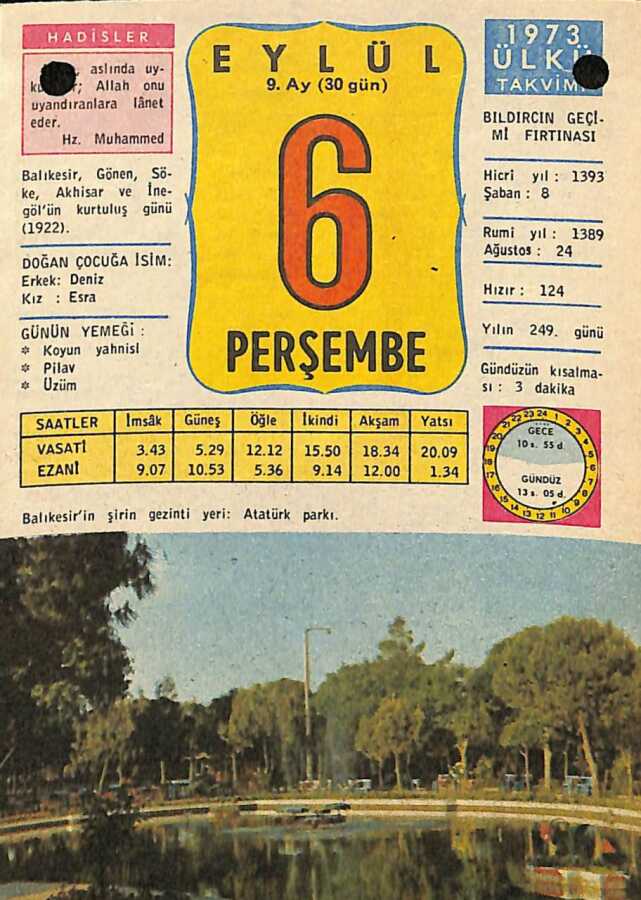 HADİSLER
aslında uy-
Allah onu
uyandıranlara lânet
eder.
Hz. Muhammed
Balıkesir, Gönen, Sö-
ke, Akhisar ve İne-
göl'ün kurtuluş günü
(1922).
DOĞAN ÇOCUĞA İSİM:
Erkek: Deniz
Kız : Esra
GÜNÜN YEMEĞİ :
Koyun yahnisi
Pilav
Üzüm
EYLÜL
9. Ay (30 gün)
6
PERŞEMBE
1973
ÜLKÜ
TAKVİMİ
BILDIRCIN GEÇİ-
Mİ FIRTINASI
Hicrî yıl : 1393
Şaban : 8
Rumî yıl : 1389
Ağustos : 24
Hızır : 124
Yılın 249. günü
Gündüzün kısalma-
sı : 3 dakika
SAATLER İmsâk Güneş Öğle İkindi Akşam Yatsı
VASATÎ 3.43 5.29 12.12 15.50 18.34 20.09
EZANÎ 9.07 10.53 5.36 9.14 12.00 1.34
GECE
10 s. 55 d.
GÜNDÜZ
13 s. 05 d.
Balıkesir'in şirin gezinti yeri: Atatürk parkı.